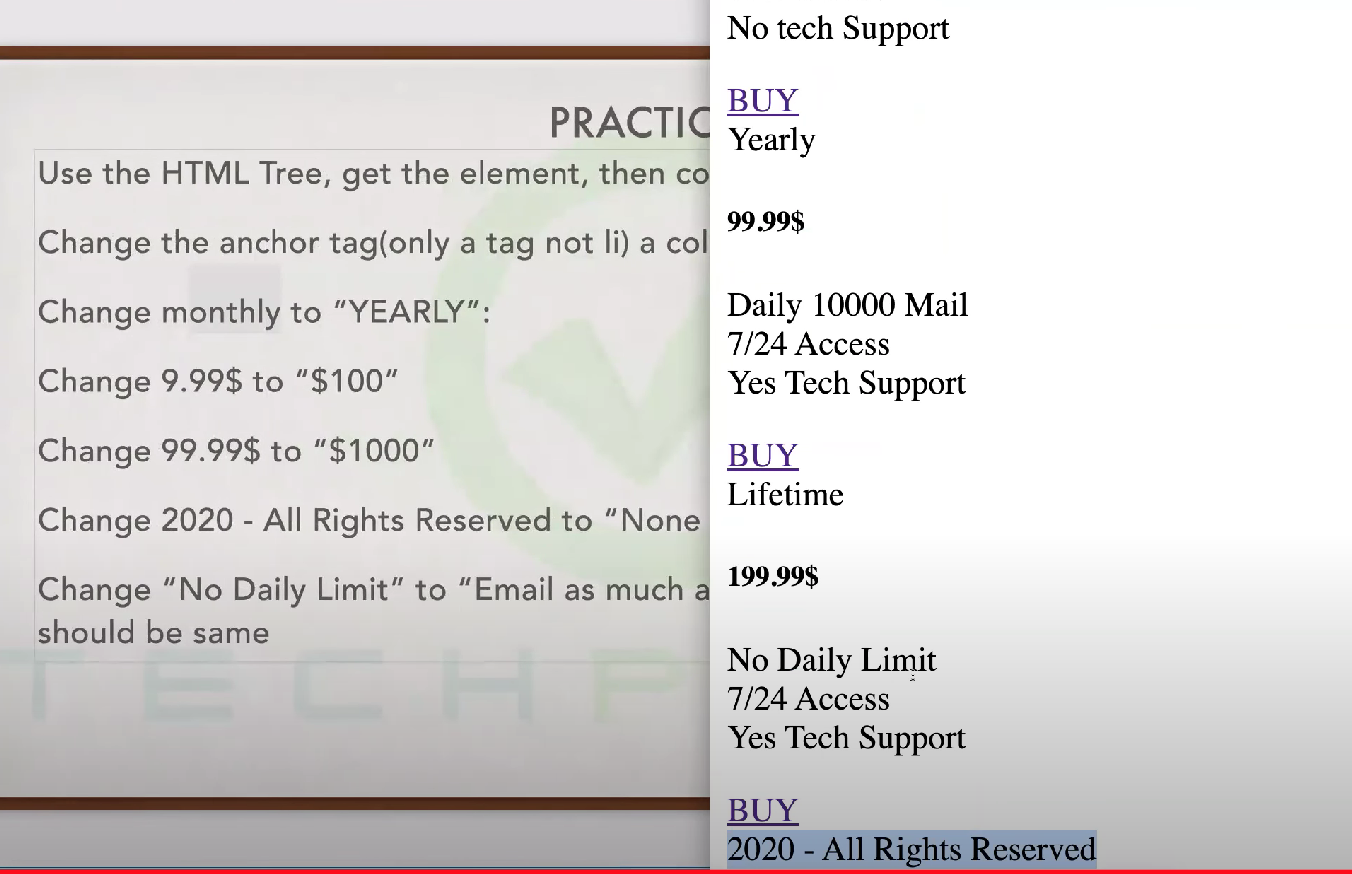 PRACTIC
Use the HTML Tree, get the element, then co
Change the anchor tag(only a tag not li) a col
Change monthly to “YEARLY”:
Change 9.99$ to “$100”
Change 99.99$ to “$1000”
Change 2020 - All Rights Reserved to “None
Change “No Daily Limit” to “Email as much a
should be same
TECHP
No tech Support
BUY
Yearly
99.99$
Daily 10000 Mail
7/24 Access
Yes Tech Support
BUY
Lifetime
199.99$
No Daily Limit
7/24 Access
Yes Tech Support
BUY
2020 - All Rights Reserved